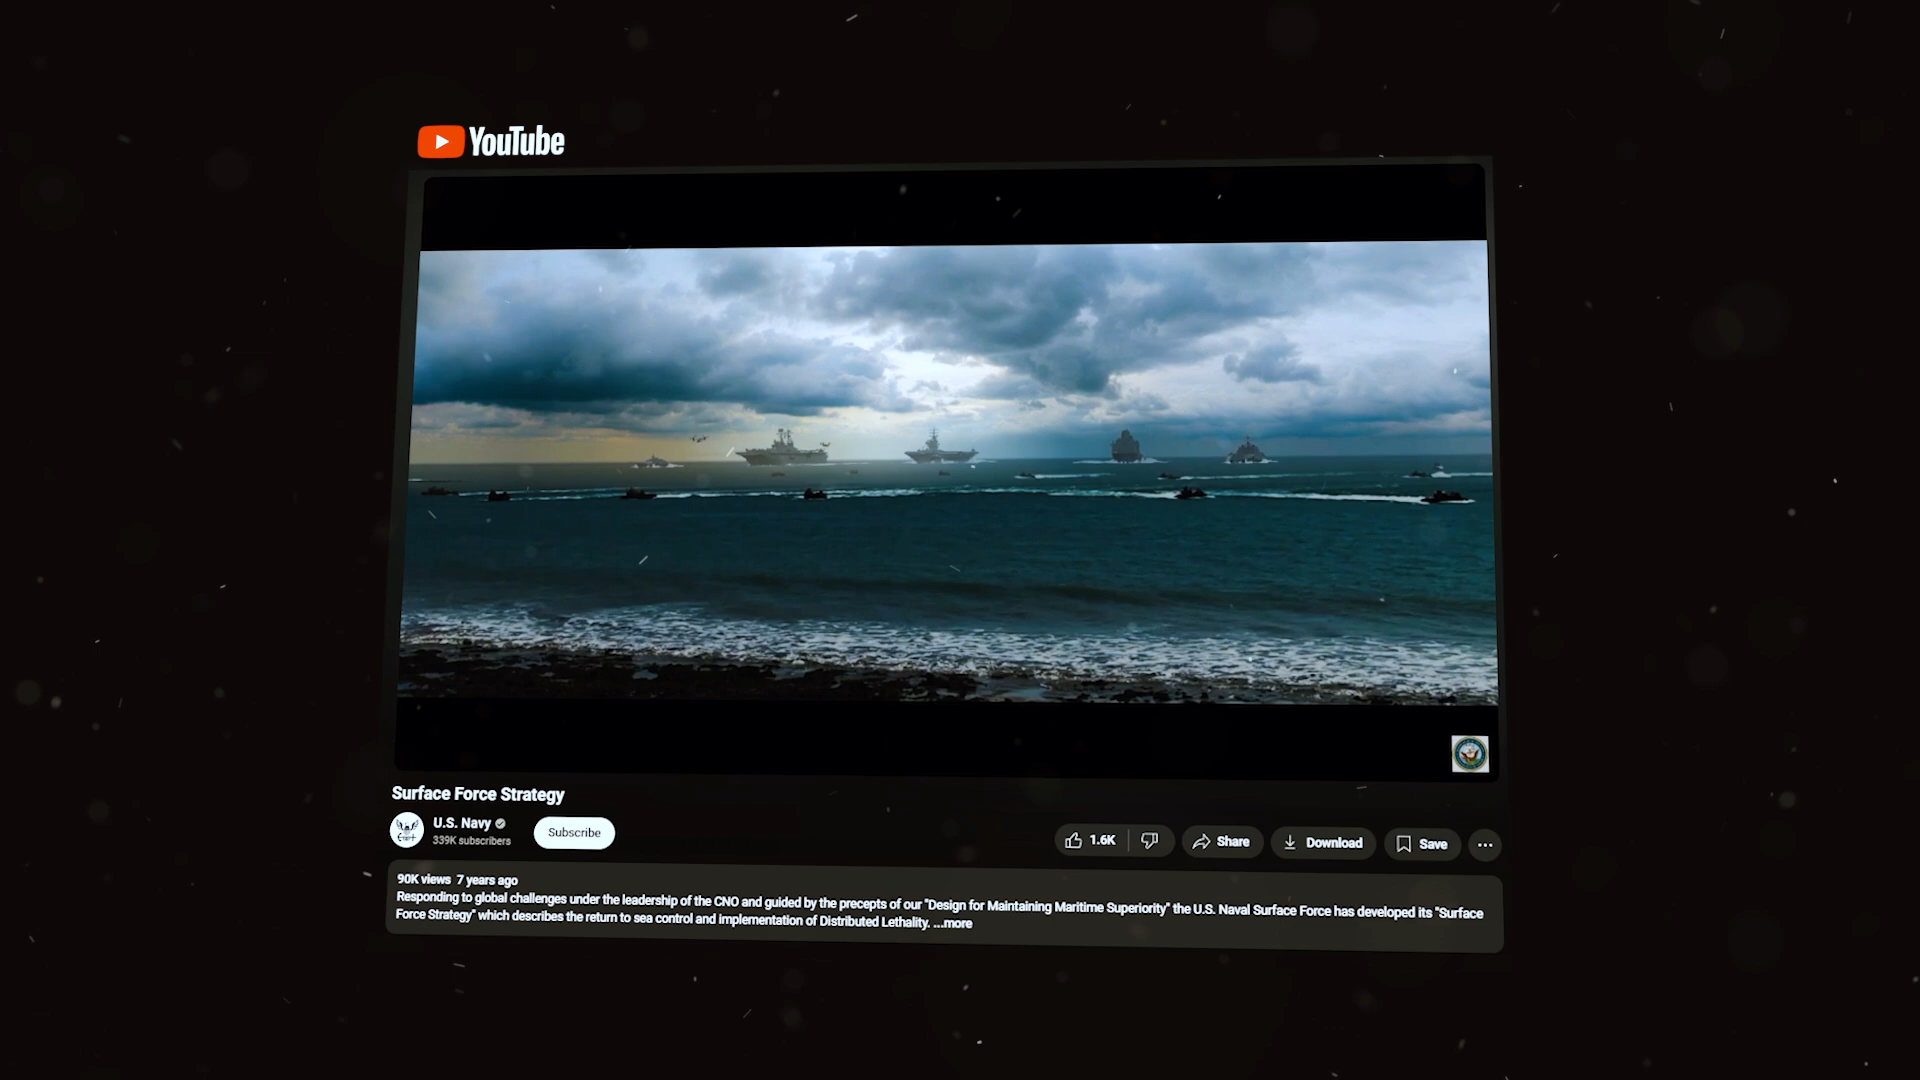 YouTube
Surface Force Strategy
U.S. Navy
339K subscribers
Subscribe
1.6K
Share
Download
Save
90K views 7 years ago
Responding to global challenges under the leadership of the CNO and guided by the precepts of our "Design for Maintaining Maritime Superiority" the U.S. Naval Surface Force has developed its "Surface
Force Strategy" which describes the return to sea control and implementation of Distributed Lethality. ...more